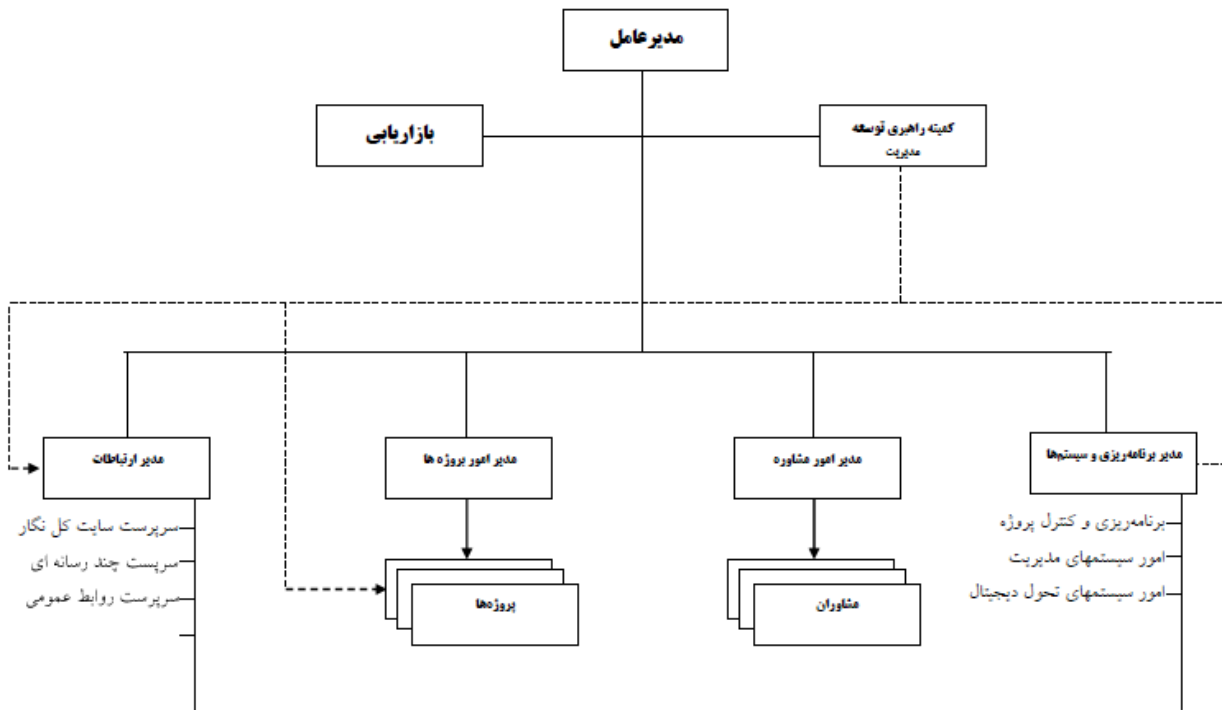 مدیرعامل
کمیته راهبری توسعه
مدیریت
بازاریابی
مدیر برنامه‌ریزی و سیستم‌ها
مدیر امور مشاوره
مدیر امور پروژه ها
مدیر ارتباطات
برنامه‌ریزی و کنترل پروژه
امور سیستمهای مدیریت
امور سیستمهای تحول دیجیتال
مشاوران
پروژه‌ها
سرپرست سایت کل نگار
سرپست چند رسانه ای
سرپرست روابط عمومی